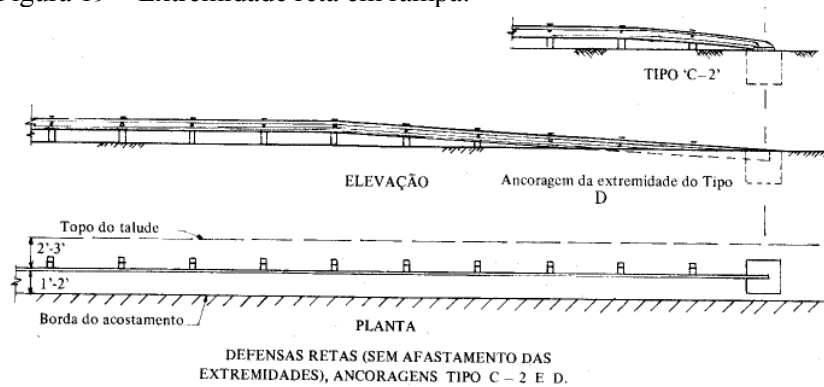 TIPO ‘C-2’
ELEVAÇÃO
Ancoragem da extremidade do Tipo
D
Topo do talude
2'-3'
1'-2'
Borda do acostamento
PLANTA
DEFENSAS RETAS (SEM AFASTAMENTO DAS
EXTREMIDADES), ANCORAGENS TIPO C – 2 E D.